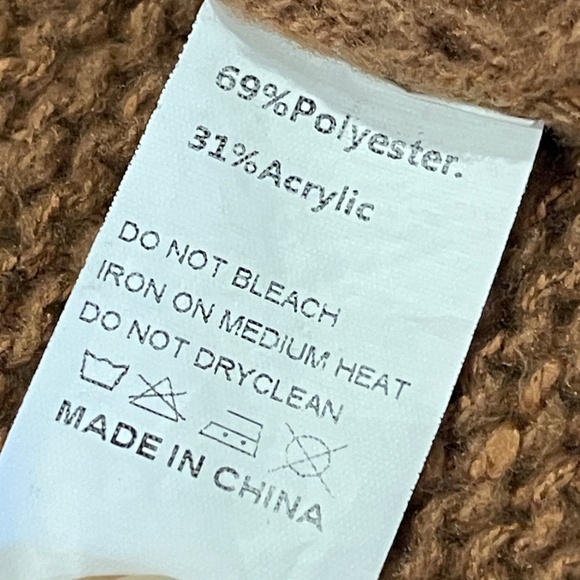 69%Polyester.
31%Acrylic
DO NOT BLEACH
IRON ON MEDIUM HEAT
DO NOT DRYCLEAN
MADE IN CHINA